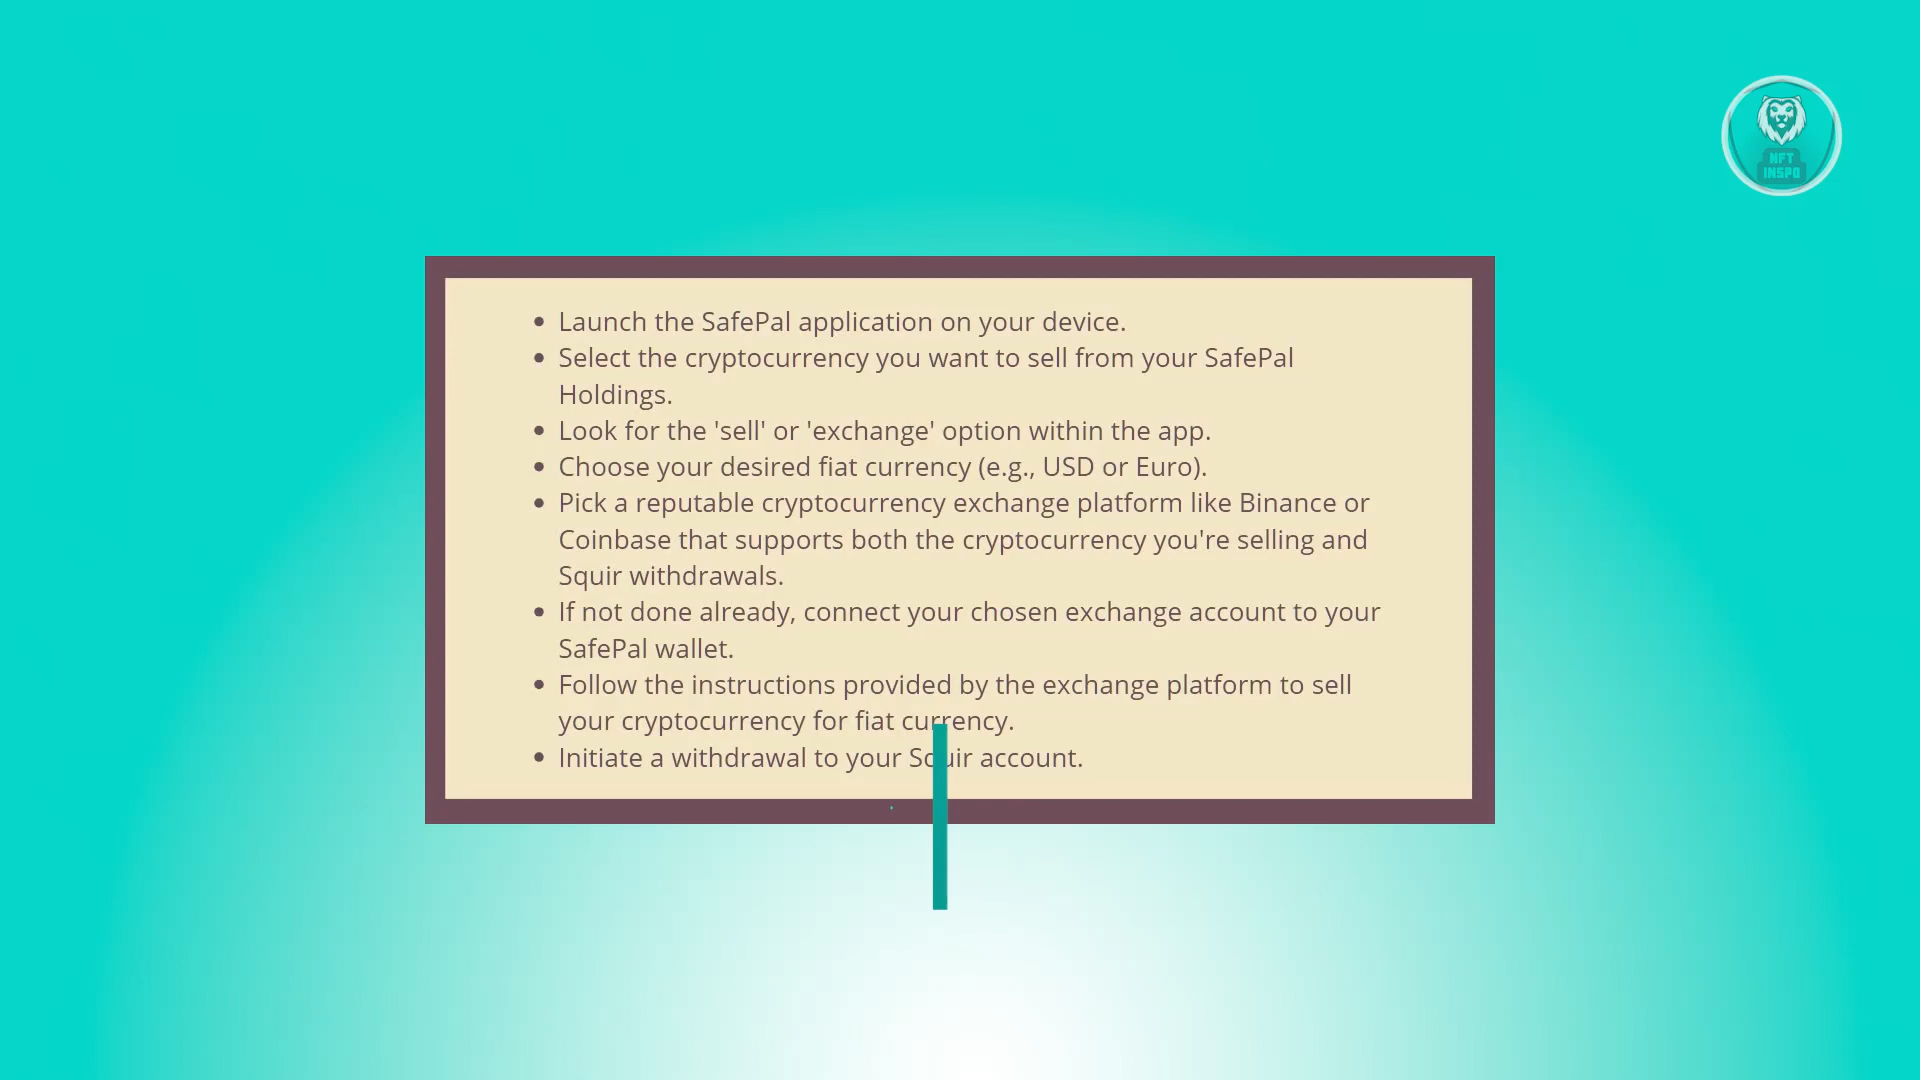 NFT
INSPO
• Launch the SafePal application on your device.
• Select the cryptocurrency you want to sell from your SafePal
Holdings.
• Look for the 'sell' or 'exchange' option within the app.
• Choose your desired fiat currency (e.g., USD or Euro).
• Pick a reputable cryptocurrency exchange platform like Binance or
Coinbase that supports both the cryptocurrency you're selling and
Squir withdrawals.
• If not done already, connect your chosen exchange account to your
SafePal wallet.
• Follow the instructions provided by the exchange platform to sell
your cryptocurrency for fiat currency.
• Initiate a withdrawal to your Squir account.